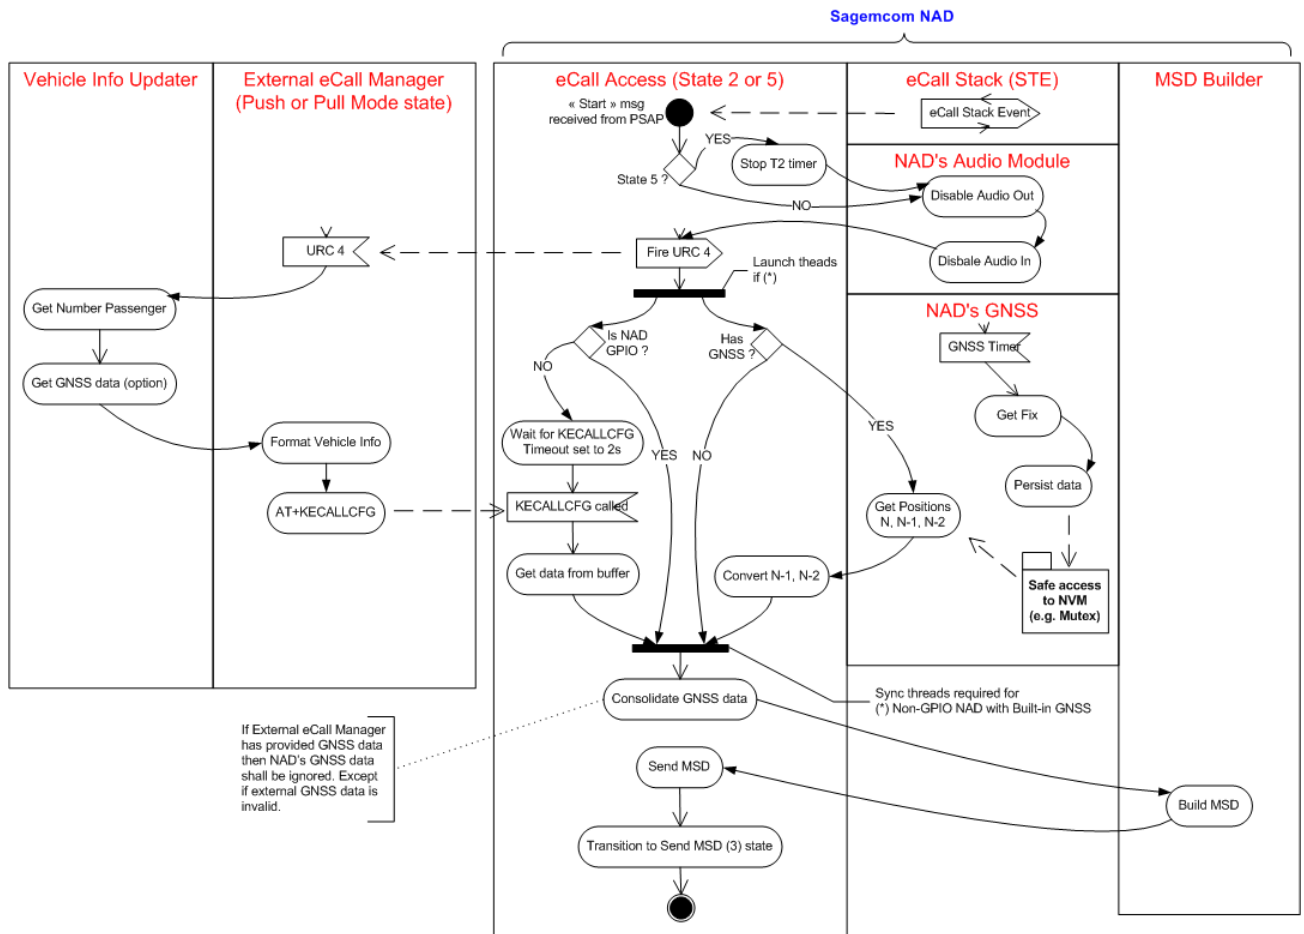 Sagemcom NAD
Vehicle Info Updater
External eCall Manager
(Push or Pull Mode state)
eCall Access (State 2 or 5)
eCall Stack (STE)
MSD Builder
« Start » msg
received from PSAP
eCall Stack Event
YES
Stop T2 timer
State 5 ?
NO
NAD's Audio Module
Disable Audio Out
Disbale Audio In
URC 4
Fire URC 4
Launch theads
if (*)
Get Number Passenger
Get GNSS data (option)
Is NAD
GPIO ?
Has
GNSS ?
NAD's GNSS
GNSS Timer
Get Fix
Persist data
Safe access
to NVM
(e.g. Mutex)
NO
YES
NO
YES
Format Vehicle Info
AT+KECALLCFG
Wait for KECALLCFG
Timeout set to 2s
KECALLCFG called
Get data from buffer
Get Positions
N, N-1, N-2
Convert N-1, N-2
Consolidate GNSS data
Sync threads required for
(*) Non-GPIO NAD with Built-in GNSS
If External eCall Manager
has provided GNSS data
then NAD's GNSS data
shall be ignored. Except
if external GNSS data is
invalid.
Send MSD
Build MSD
Transition to Send MSD (3) state